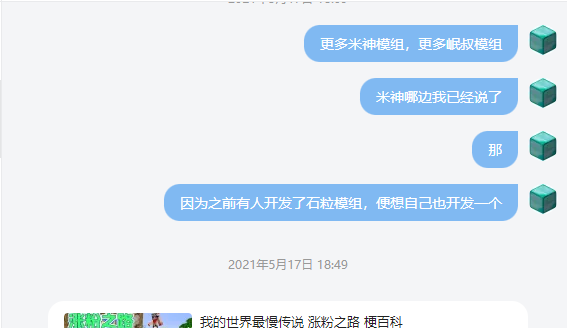 更多米神模组，更多岷叔模组
米神哪边我已经说了
那
因为之前有人开发了石粒模组，便想自己也开发一个
2021年5月17日 18:49
涨粉之路
我的世界最慢传说 涨粉之路 梗百科